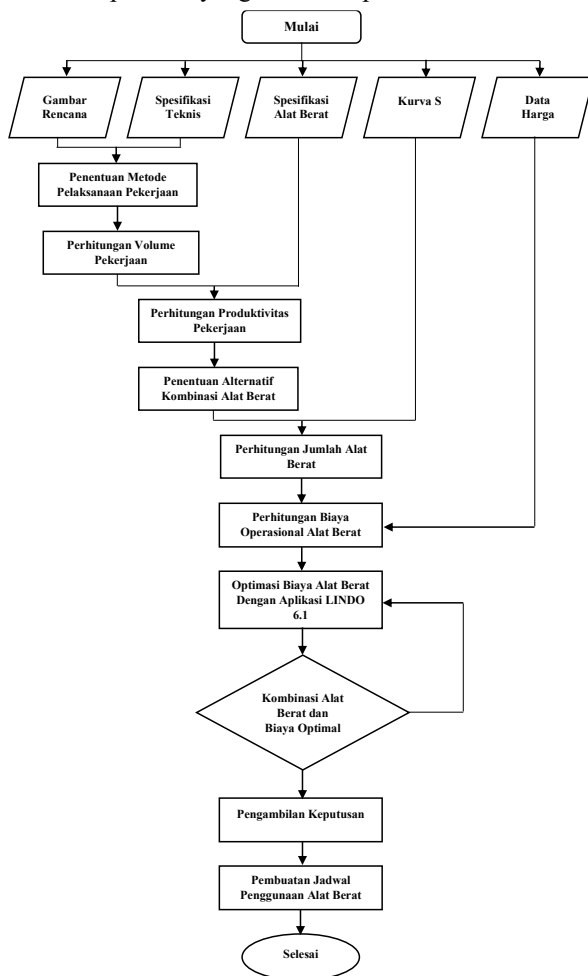 Mulai
Gambar
Rencana
Spesifikasi
Teknis
Spesifikasi
Alat Berat
Kurva S
Data
Harga
Penentuan Metode
Pelaksanaan Pekerjaan
Perhitungan Volume
Pekerjaan
Perhitungan Produktivitas
Pekerjaan
Penentuan Alternatif
Kombinasi Alat Berat
Perhitungan Jumlah Alat
Berat
Perhitungan Biaya
Operasional Alat Berat
Optimasi Biaya Alat Berat
Dengan Aplikasi LINDO
6.1
Kombinasi Alat
Berat dan
Biaya Optimal
Pengambilan Keputusan
Pembuatan Jadwal
Penggunaan Alat Berat
Selesai